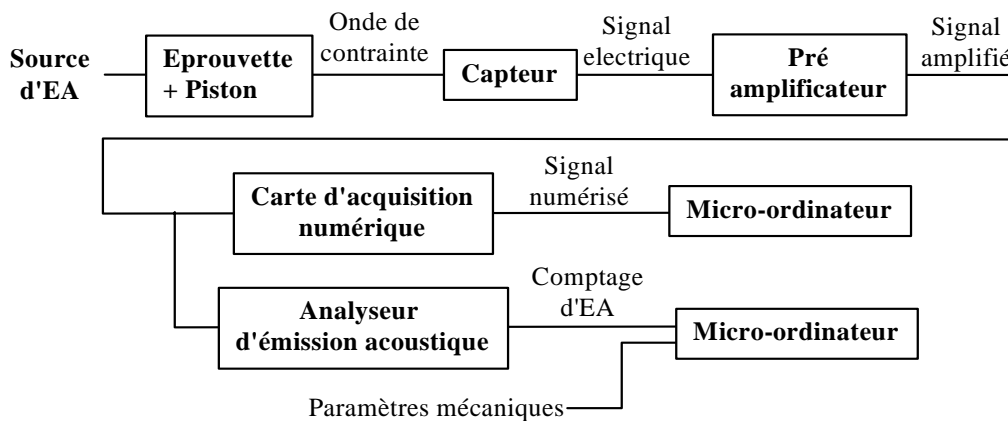 Source
d'EA
Eprouvette
+ Piston
Onde de
contrainte
Capteur
Signal
electrique
Pré
amplificateur
Signal
amplifié
Carte d'acquisition
numérique
Signal
numérisé
Micro-ordinateur
Analyseur
d'émission acoustique
Comptage
d'EA
Micro-ordinateur
Paramètres mécaniques